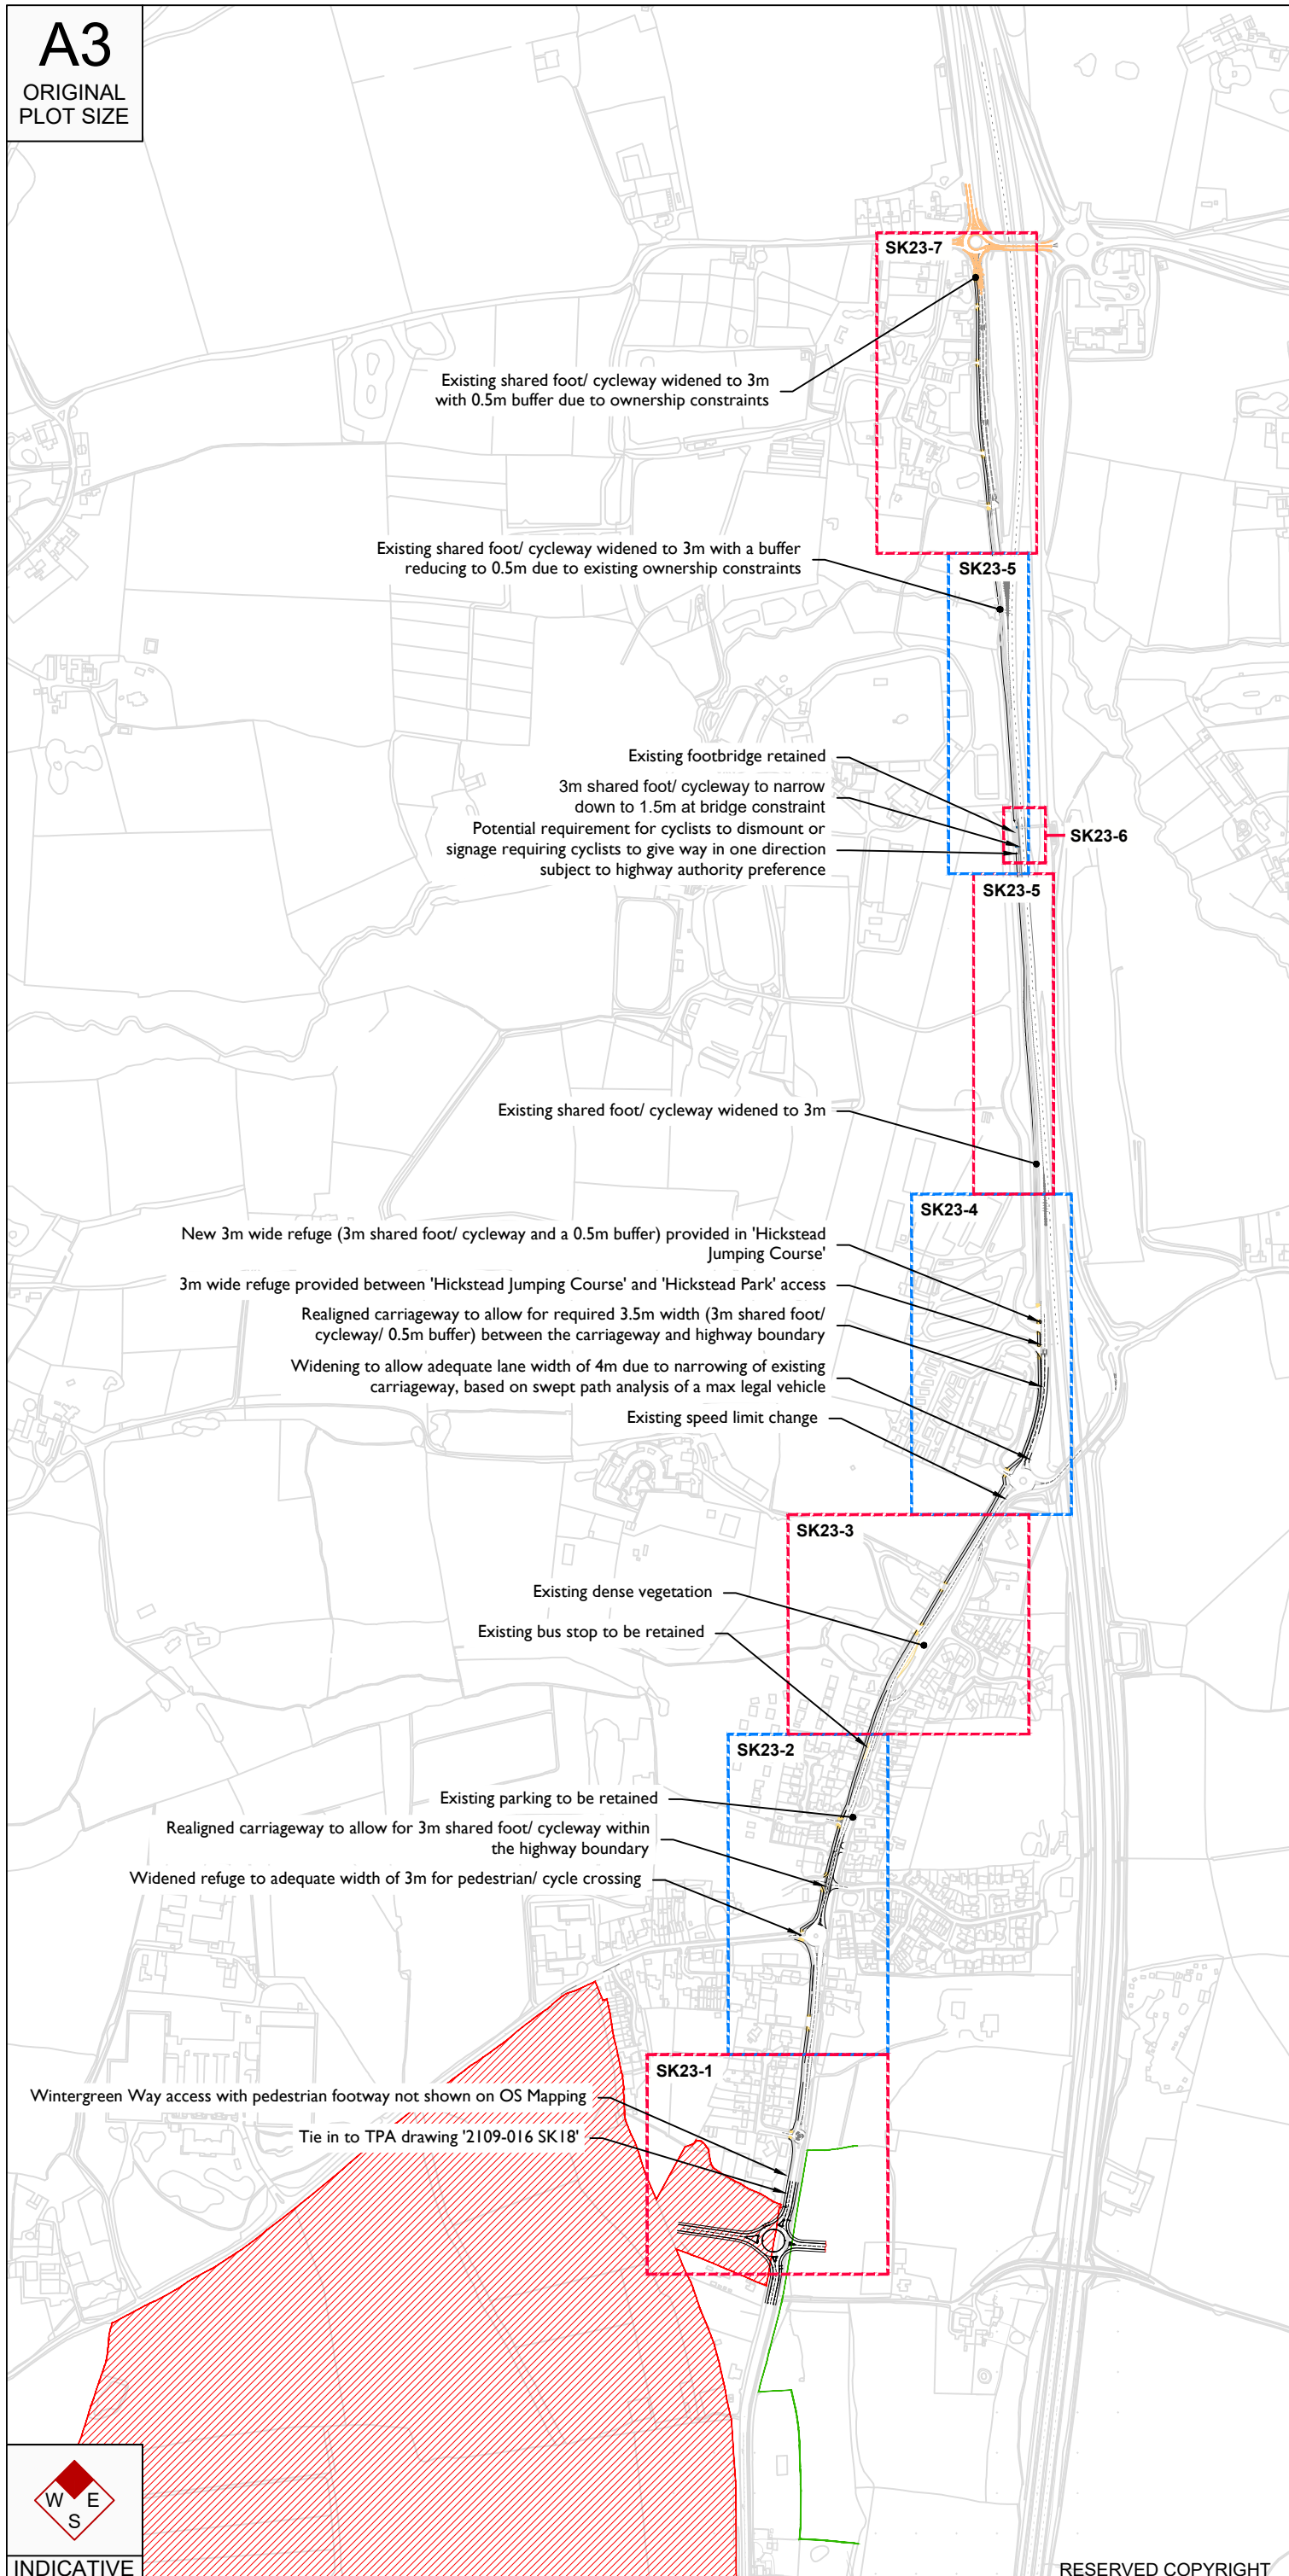 A3
ORIGINAL
PLOT SIZE
SK23-7
Existing shared foot/ cycleway widened to 3m
with 0.5m buffer due to ownership constraints
Existing shared foot/ cycleway widened to 3m with a buffer
reducing to 0.5m due to existing ownership constraints
SK23-5
Existing footbridge retained
3m shared foot/ cycleway to narrow
down to 1.5m at bridge constraint
Potential requirement for cyclists to dismount or
signage requiring cyclists to give way in one direction
subject to highway authority preference
SK23-6
SK23-5
Existing shared foot/ cycleway widened to 3m
SK23-4
New 3m wide refuge (3m shared foot/ cycleway and a 0.5m buffer) provided in 'Hickstead
Jumping Course'
3m wide refuge provided between 'Hickstead Jumping Course' and 'Hickstead Park' access
Realigned carriageway to allow for required 3.5m width (3m shared foot/
cycleway/ 0.5m buffer) between the carriageway and highway boundary
Widening to allow adequate lane width of 4m due to narrowing of existing
carriageway, based on swept path analysis of a max legal vehicle
Existing speed limit change
SK23-3
Existing dense vegetation
Existing bus stop to be retained
SK23-2
Existing parking to be retained
Realigned carriageway to allow for 3m shared foot/ cycleway within
the highway boundary
Widened refuge to adequate width of 3m for pedestrian/ cycle crossing
SK23-1
Wintergreen Way access with pedestrian footway not shown on OS Mapping
Tie in to TPA drawing '2109-016 SK18'
W E
S
INDICATIVE
RESERVED COPYRIGHT